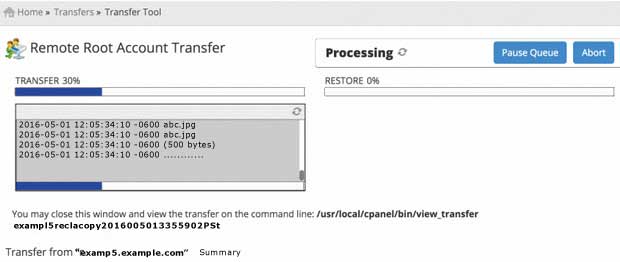 Home » Transfers » Transfer Tool
Remote Root Account Transfer
Processing
Pause Queue
Abort
TRANSFER 30%
RESTORE 0%
2016-05-01 12:05:34:10 -0600 abc.jpg
2016-05-01 12:05:34:10 -0600 abc.jpg
2016-05-01 12:05:34:10 -0600 (500 bytes)
2016-05-01 12:05:34:10 -0600 ............
You may close this window and view the transfer on the command line: /usr/local/cpanel/bin/view_transfer
exampl5reclacopy2016005013355902PSt
Transfer from "examp5.example.com" Summary